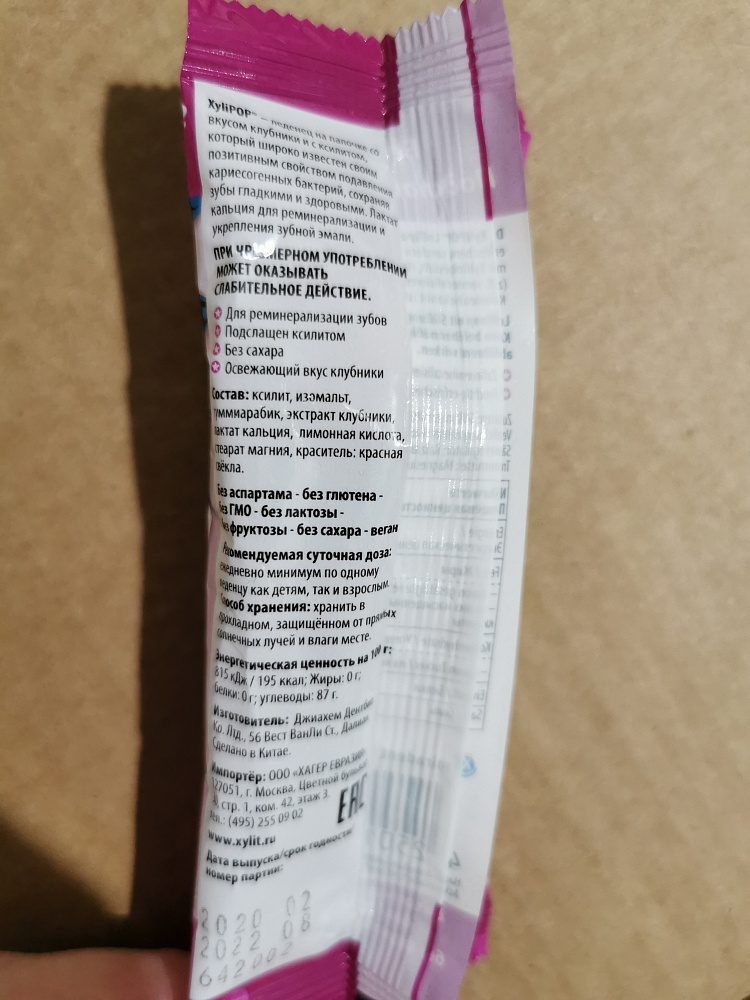 XyliPOP® – леденец на палочке со
вкусом клубники и с ксилитом,
который широко известен своим
позитивным свойством подавления
кариесогенных бактерий, сохраняя
зубы гладкими и здоровыми. Лактат
кальция для реминерализации и
укрепления зубной эмали.
ПРИ ЧРЕЗМЕРНОМ УПОТРЕБЛЕНИИ
МОЖЕТ ОКАЗЫВАТЬ
СЛАБИТЕЛЬНОЕ ДЕЙСТВИЕ.
Для реминерализации зубов
Подслащен ксилитом
Без сахара
Освежающий вкус клубники
Состав: ксилит, изомальт,
гуммиарабик, экстракт клубники,
лактат кальция, лимонная кислота,
стеарат магния, краситель: красная
свёкла.
Без аспартама - без глютена -
без ГМО - без лактозы -
без фруктозы - без сахара - веган
Рекомендуемая суточная доза:
ежедневно минимум по одному
леденцу как детям, так и взрослым.
Способ хранения: хранить в
прохладном, защищённом от прямых
солнечных лучей и влаги месте.
Энергетическая ценность на 100 г:
815 кДж / 195 ккал; Жиры: 0 г;
белки: 0 г; углеводы: 87 г.
Изготовитель: Джиахем
Ко. Лтд., 56 Вест ВанЛи Ст.,
Сделано в Китае.
Импортёр: ООО «ХАГЕР ЕВРАЗИЯ»
127051, г. Москва. Цветной бульвар
стр. 1, ком. 42, этаж 3.
Тел.: (495) 255 09 02
www.xylit.ru
EAC
Дата выпуска/срок годности/
номер партии:
2020 02
2022 08
642002